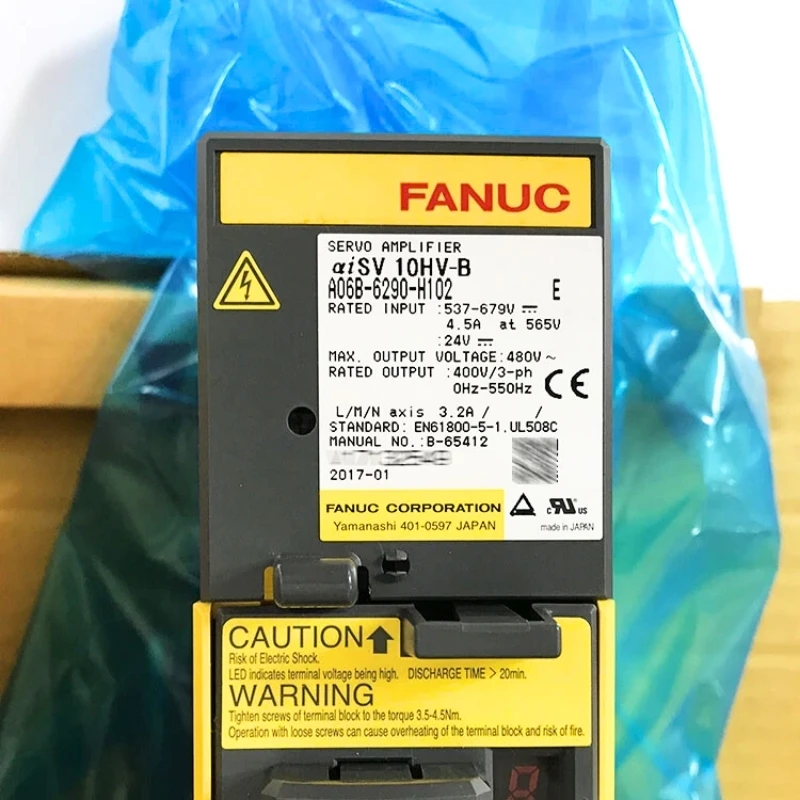 FANUC
SERVO AMPLIFIER
αiSV 10HV-B
A06B-6290-H102 E
RATED INPUT :537-679V ⎓
4.5A at 565V
:24V ⎓
MAX. OUTPUT VOLTAGE:480V ~
RATED OUTPUT :400V/3-ph
0Hz-550Hz CE
L/M/N axis 3.2A / /
STANDARD: EN61800-5-1.UL508C
MANUAL NO.:B-65412
2017-01
FANUC CORPORATION
Yamanashi 401-0597 JAPAN
c UR us
made in JAPAN
CAUTION
Risk of Electric Shock.
LED indicates terminal voltage being high. DISCHARGE TIME > 20min.
WARNING
Tighten screws of terminal block to the torque 3.5-4.5Nm.
Operation with loose screws can cause overheating of the terminal block and risk of fire.